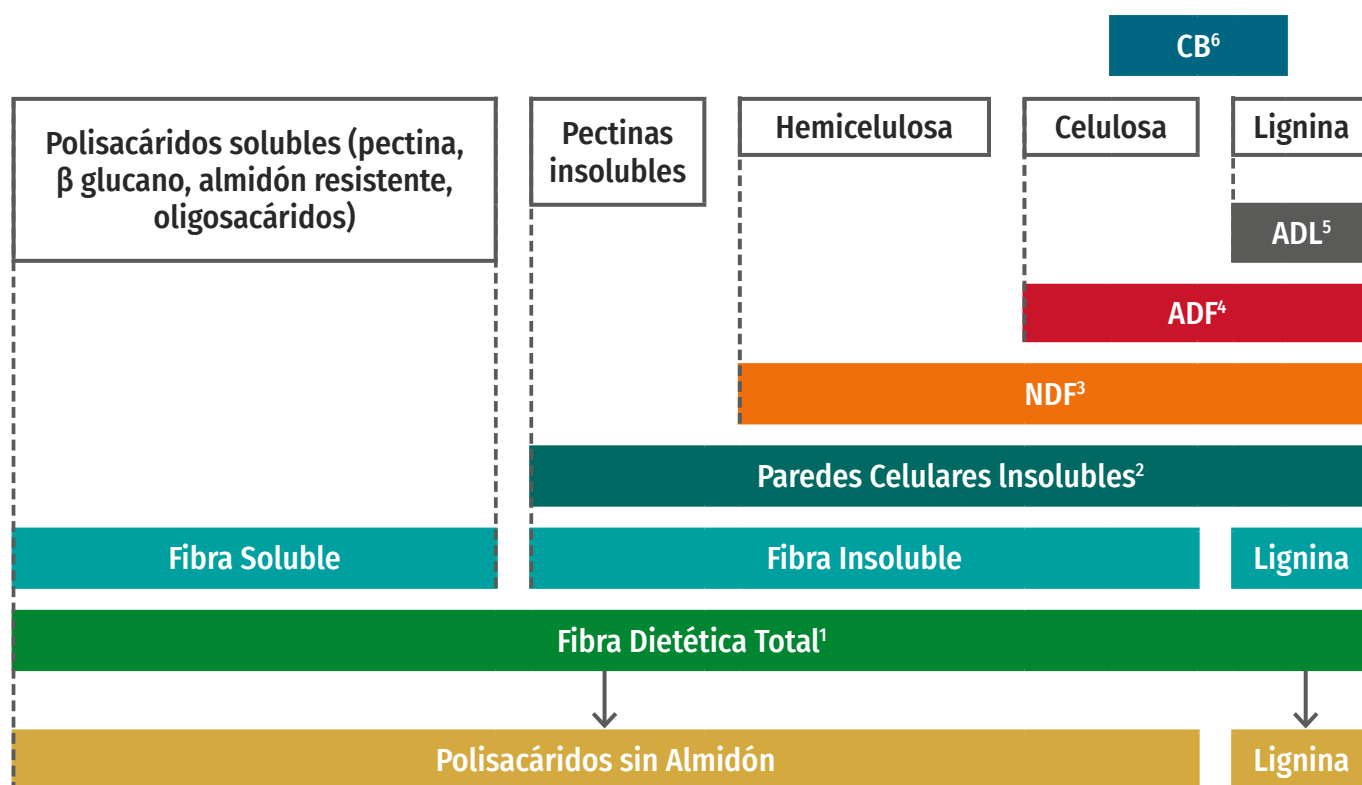 CB⁶
Polisacáridos solubles (pectina,
β glucano, almidón resistente,
oligosacáridos)
Pectinas
insolubles
Hemicelulosa
Celulosa
Lignina
ADL⁵
ADF⁴
NDF³
Paredes Celulares lnsolubles²
Fibra Soluble
Fibra Insoluble
Lignina
Fibra Dietética Total¹
Polisacáridos sin Almidón
Lignina